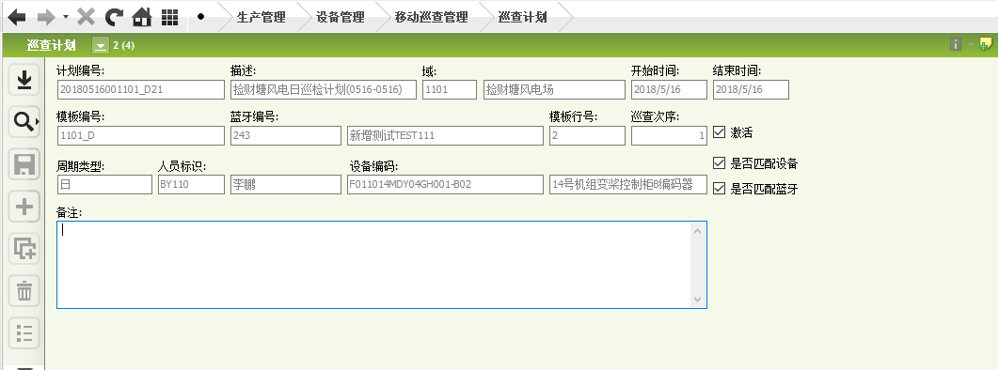 生产管理 设备管理 移动巡查管理 巡查计划
巡查计划 2 (4)
计划编号: 描述: 域: 开始时间: 结束时间:
20180516001101_D21 捡财塘风电日巡检计划(0516-0516) 1101 捡财塘风电场 2018/5/16 2018/5/16
模板编号: 蓝牙编号: 模板行号: 巡查次序:
1101_D 243 新增测试TEST111 2 1 激活
是否匹配设备
周期类型: 人员标识: 设备编码:
日 BY110 李鹏 F011014MDY04GH001-B02 14号机组变桨控制柜B编码器 是否匹配蓝牙
备注: